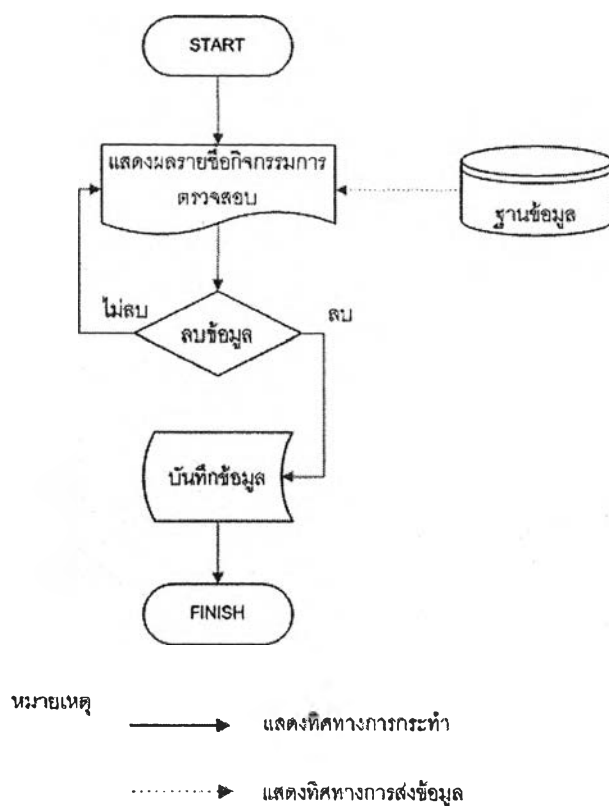 START
แสดงผลรายชื่อกิจกรรมการ
ตรวจสอบ
ฐานข้อมูล
ไม่ลบ
ลบ
ลบข้อมูล
บันทึกข้อมูล
FINISH
หมายเหตุ
แสดงทิศทางการกระทำ
แสดงทิศทางการส่งข้อมูล